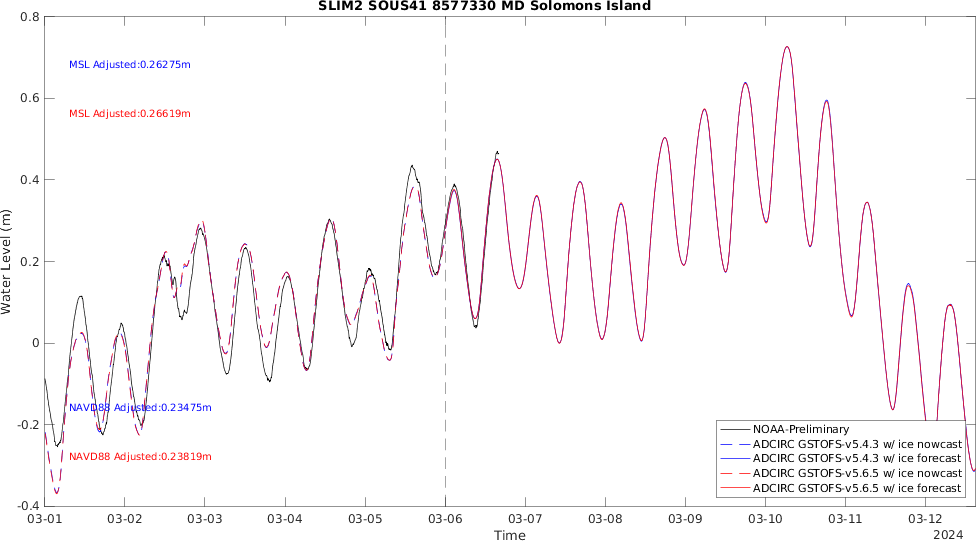 SLIM2 SOUS41 8577330 MD Solomons Island
Water Level (m)
0.8
0.6
0.4
0.2
0
-0.2
-0.4
MSL Adjusted:0.26275m
MSL Adjusted:0.26619m
NAVD88 Adjusted:0.23475m
NAVD88 Adjusted:0.23819m
NOAA-Preliminary
ADCIRC GSTOFS-v5.4.3 w/ ice nowcast
ADCIRC GSTOFS-v5.4.3 w/ ice forecast
ADCIRC GSTOFS-v5.6.5 w/ ice nowcast
ADCIRC GSTOFS-v5.6.5 w/ ice forecast
03-01 03-02 03-03 03-04 03-05 03-06 03-07 03-08 03-09 03-10 03-11 03-12
Time
2024